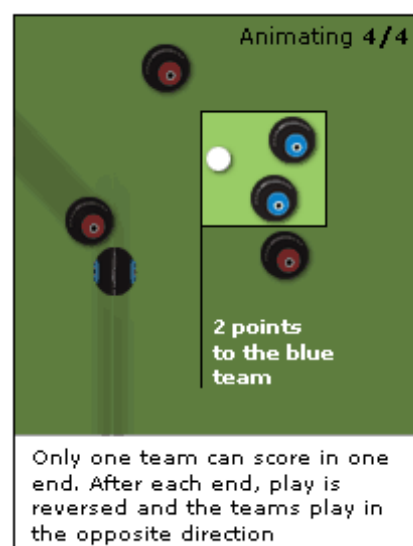 Animating 4/4
2 points
to the blue
team
Only one team can score in one
end. After each end, play is
reversed and the teams play in
the opposite direction